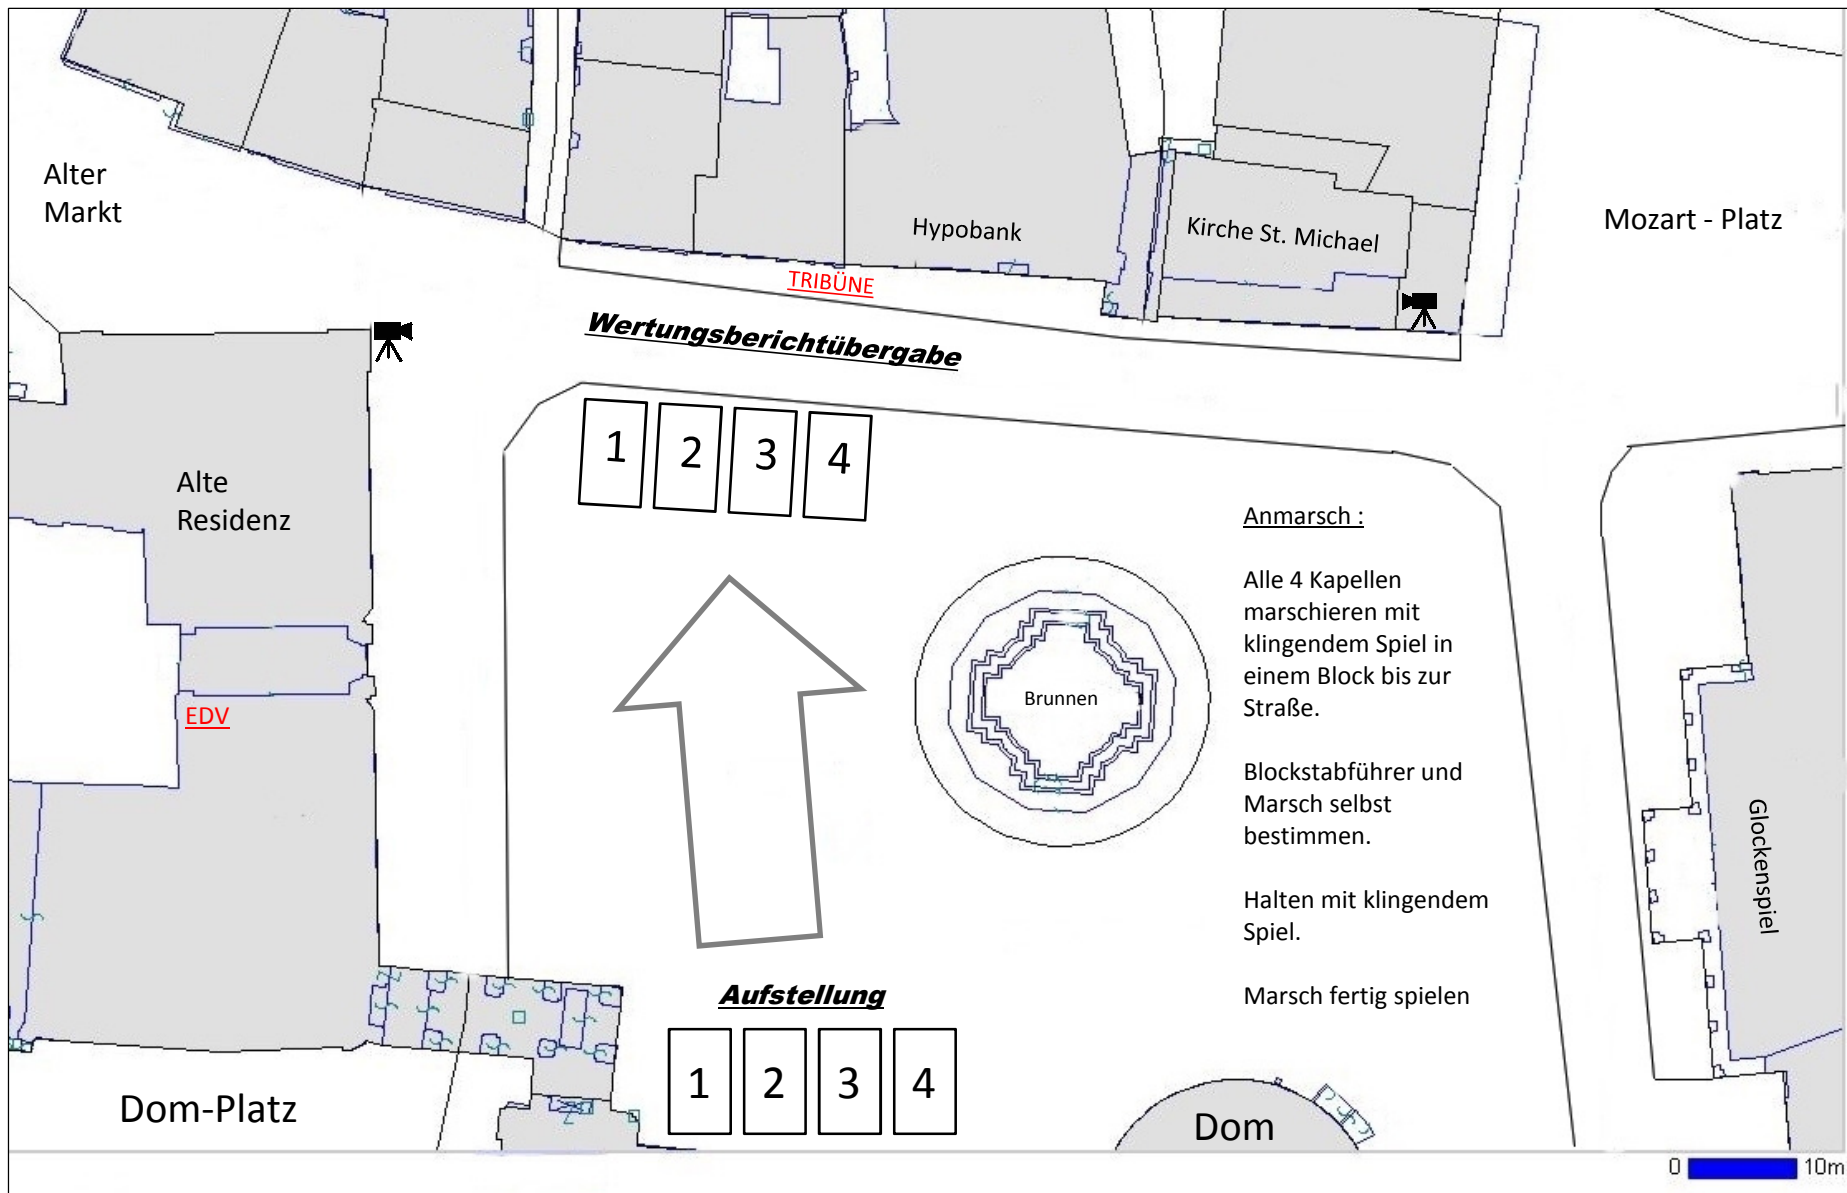 Alter
Markt
Hypobank
Kirche St. Michael
Mozart - Platz
TRIBÜNE
Wertungsberichtübergabe
1 2 3 4
Alte
Residenz
EDV
Brunnen
Anmarsch :
Alle 4 Kapellen
marschieren mit
klingendem Spiel in
einem Block bis zur
Straße.
Blockstabführer und
Marsch selbst
bestimmen.
Halten mit klingendem
Spiel.
Marsch fertig spielen
Glockenspiel
Aufstellung
1 2 3 4
Dom-Platz
Dom
0 10m